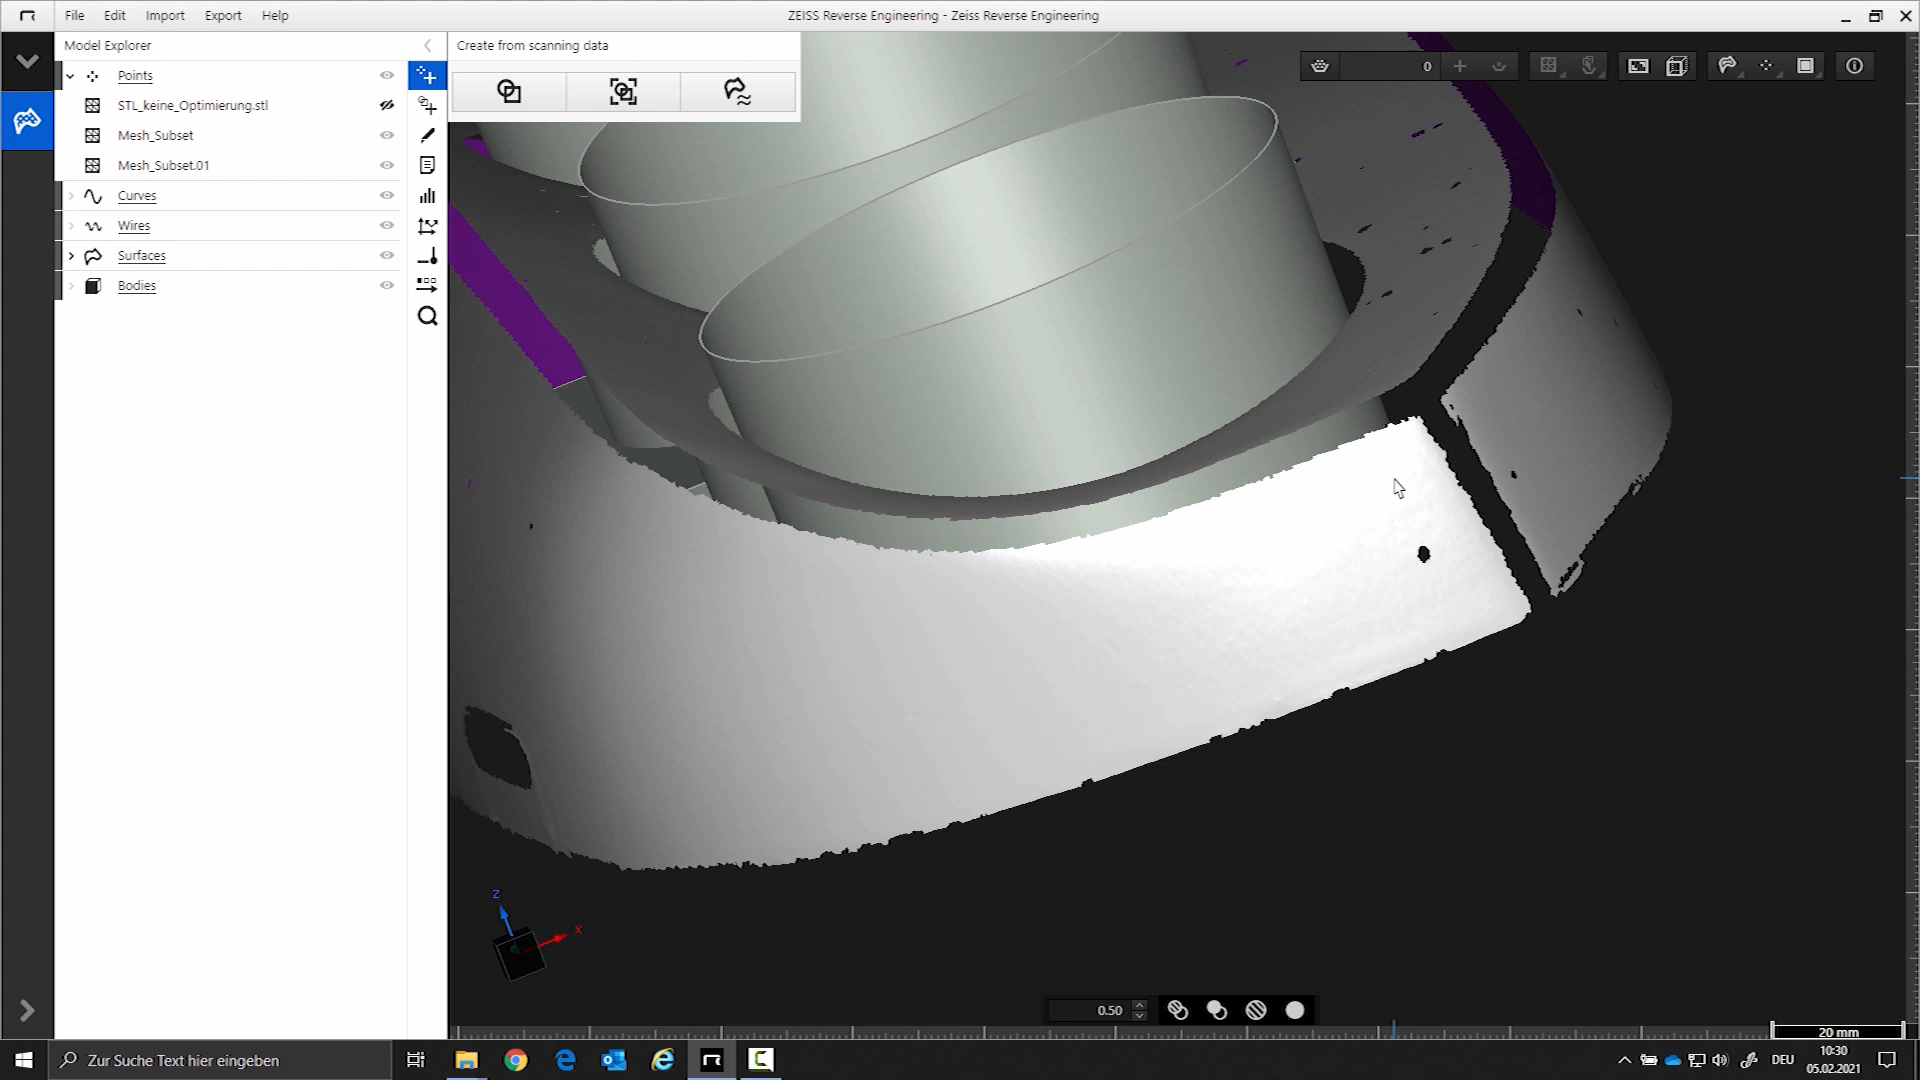 File Edit Import Export Help
ZEISS Reverse Engineering - Zeiss Reverse Engineering
Model Explorer
Create from scanning data
Points
STL_keine_Optimierung.stl
Mesh_Subset
Mesh_Subset.01
Curves
Wires
Surfaces
Bodies
0
Z
X
0.50
20 mm
Zur Suche Text hier eingeben
DEU
10:30
05.02.2021